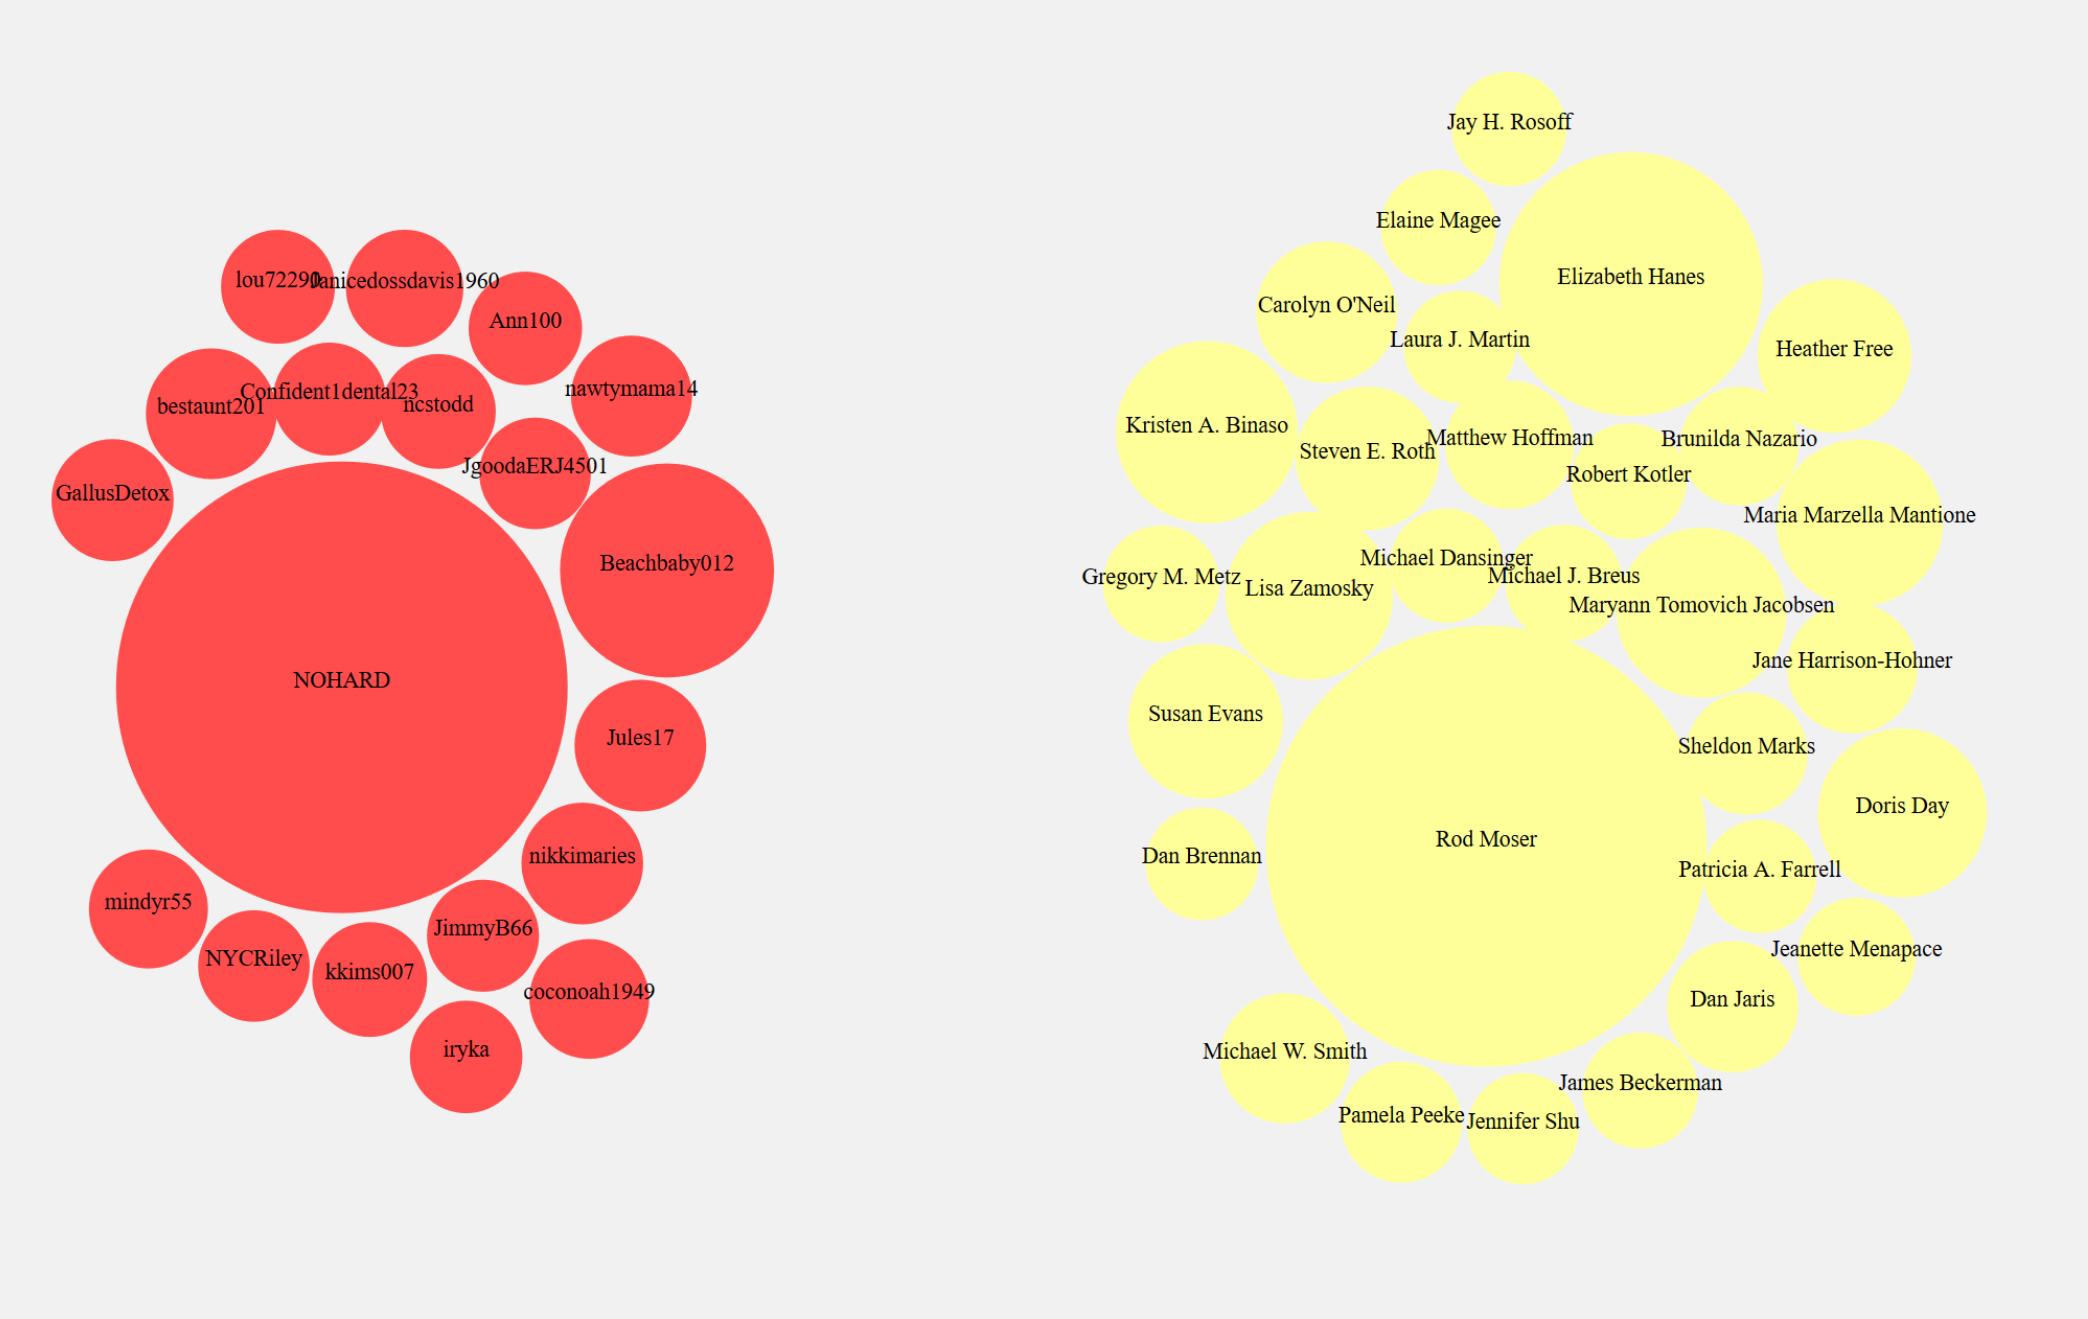 lou72290
Janicedossdavis1960
Ann100
nawtymama14
bestaunt201
Confident1dental23
ncstodd
JgoodaERJ4501
GallusDetox
Beachbaby012
NOHARD
Jules17
nikkimaries
mindyr55
NYCRiley
kkims007
JimmyB66
coconoah1949
iryka
Jay H. Rosoff
Elaine Magee
Elizabeth Hanes
Carolyn O'Neil
Laura J. Martin
Heather Free
Kristen A. Binaso
Steven E. Roth
Matthew Hoffman
Brunilda Nazario
Robert Kotler
Maria Marzella Mantione
Gregory M. Metz
Lisa Zamosky
Michael Dansinger
Michael J. Breus
Maryann Tomovich Jacobsen
Jane Harrison-Hohner
Susan Evans
Sheldon Marks
Doris Day
Rod Moser
Dan Brennan
Patricia A. Farrell
Jeanette Menapace
Dan Jaris
Michael W. Smith
James Beckerman
Pamela Peeke
Jennifer Shu